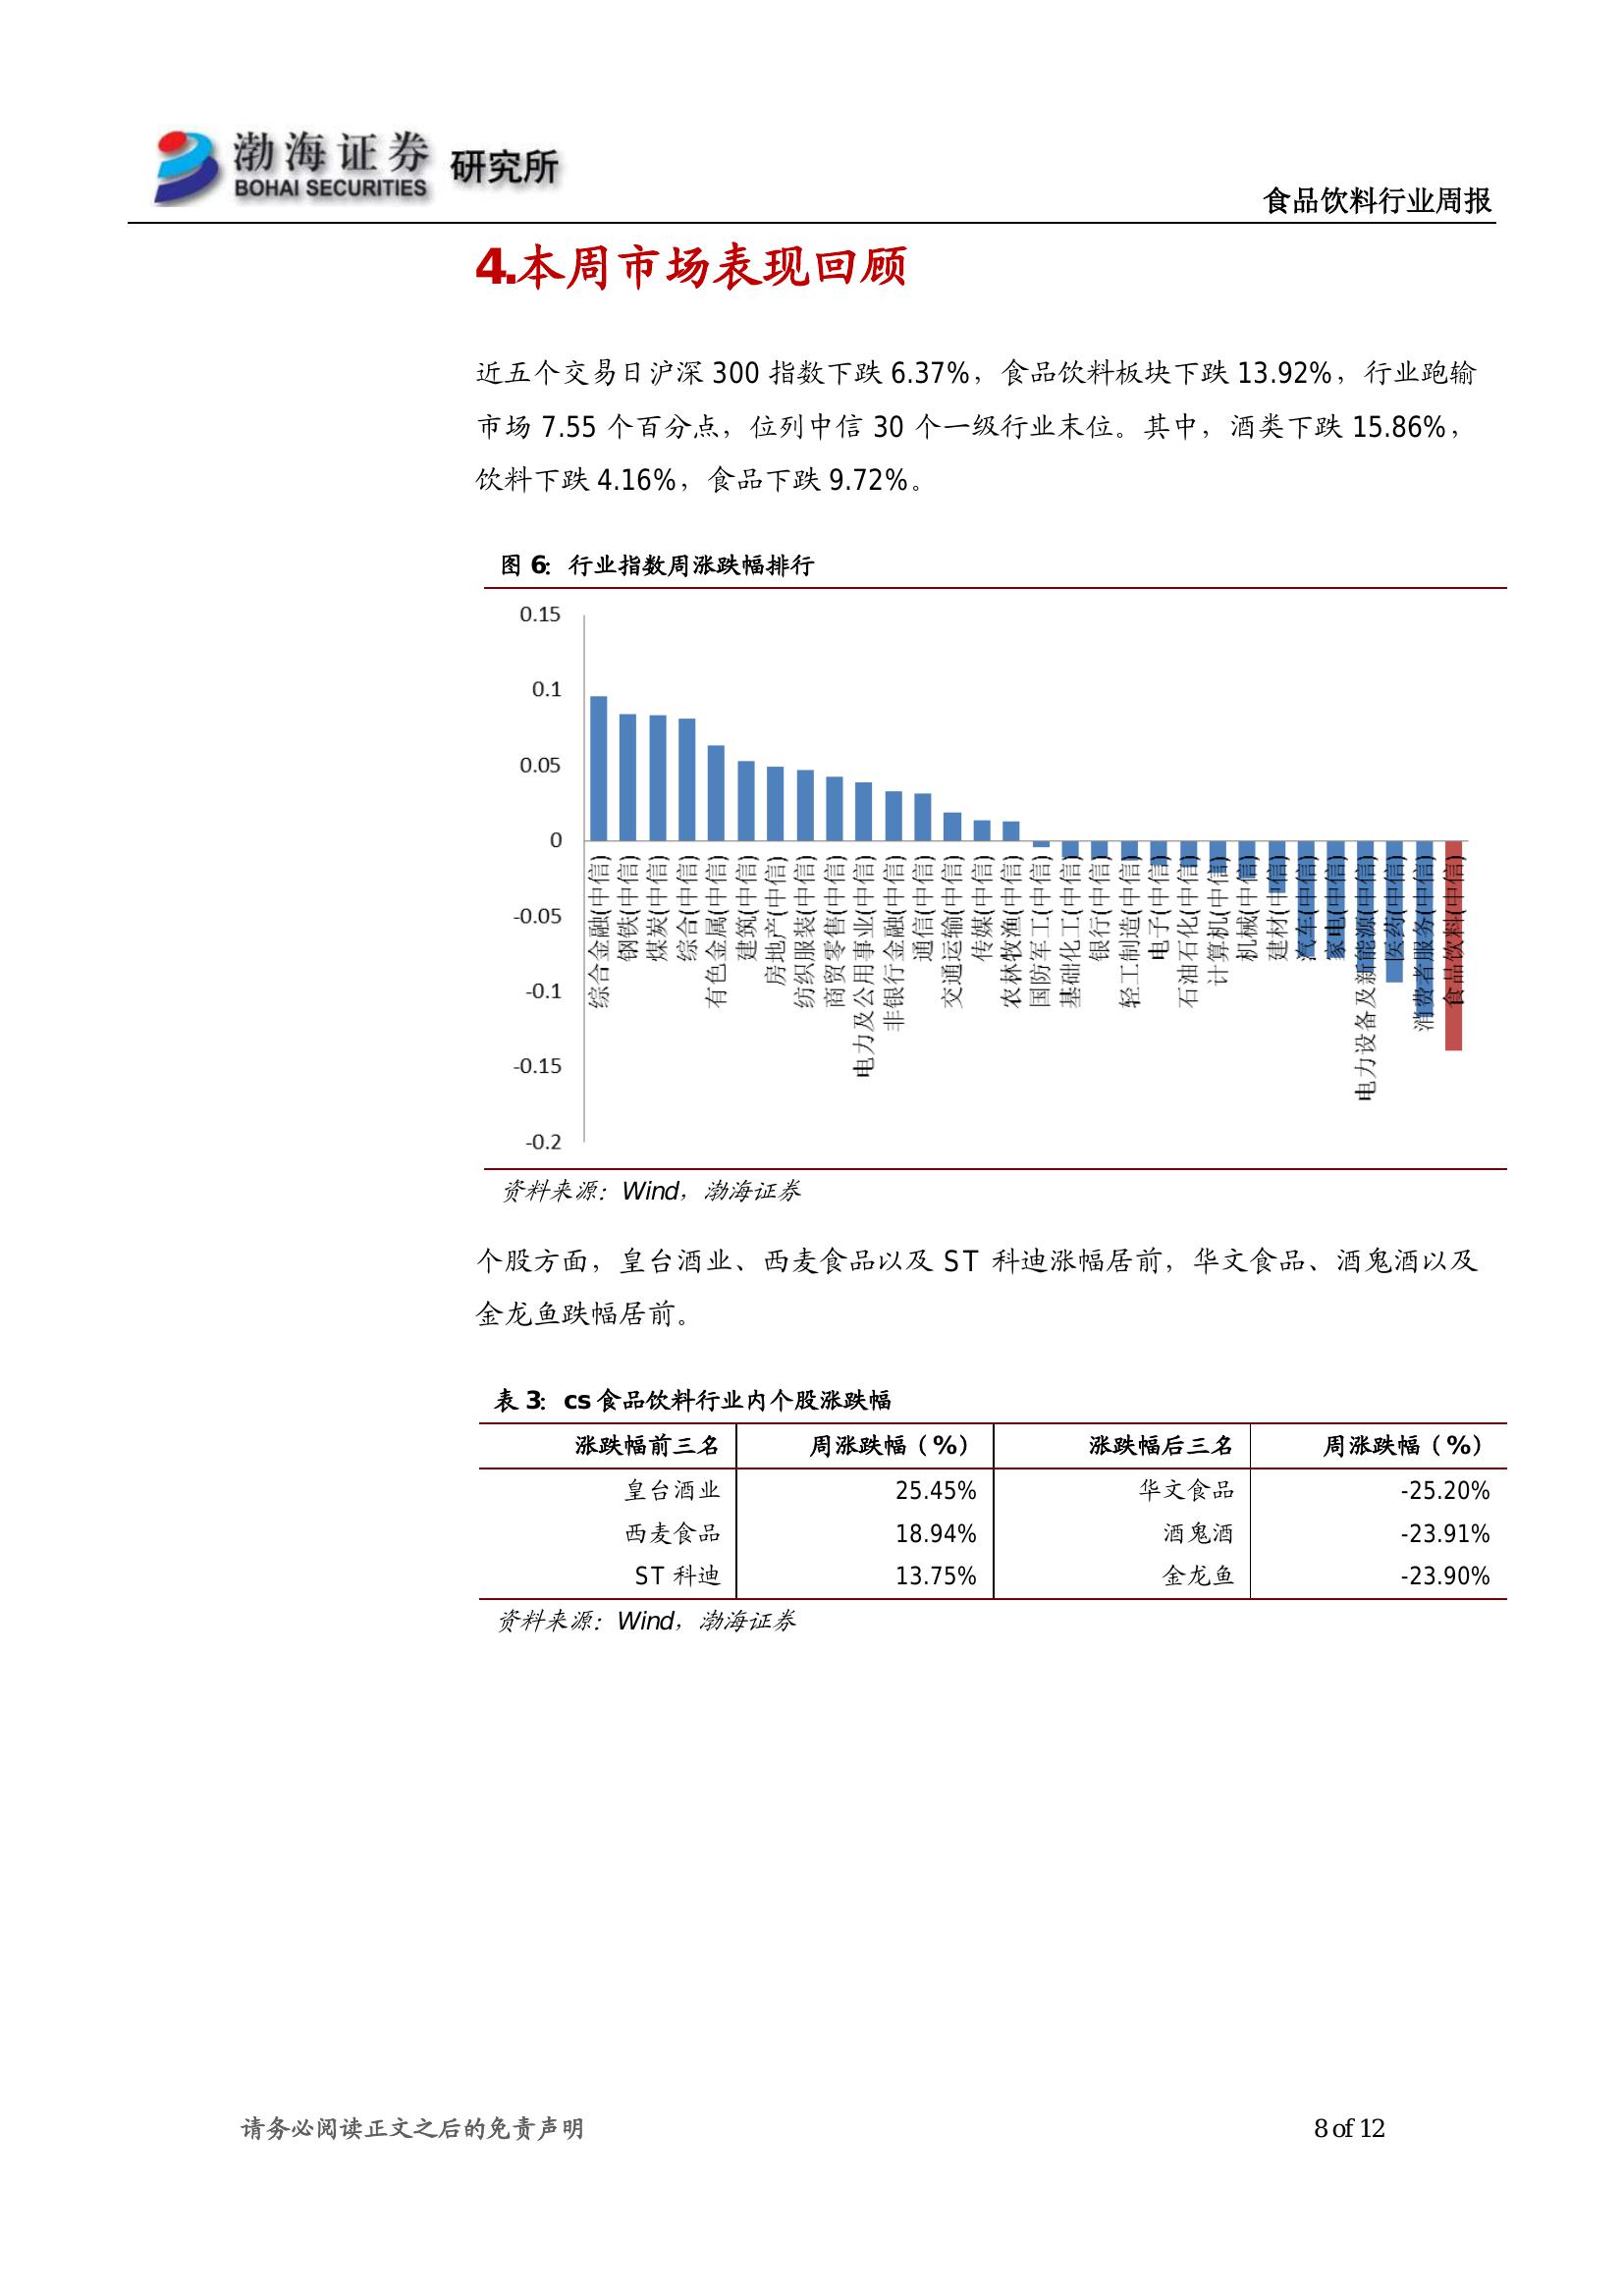 渤海证券 研究所
BOHAI SECURITIES
食品饮料行业周报
4.本周市场表现回顾
近五个交易日沪深 300 指数下跌 6.37%，食品饮料板块下跌 13.92%，行业跑输
市场 7.55 个百分点，位列中信 30 个一级行业末位。其中，酒类下跌 15.86%，
饮料下跌 4.16%，食品下跌 9.72%。
图 6：行业指数周涨跌幅排行
0.15
0.1
0.05
0
-0.05
-0.1
-0.15
-0.2
综合金融(中信)
钢铁(中信)
煤炭(中信)
综合(中信)
有色金属(中信)
建筑(中信)
房地产(中信)
纺织服装(中信)
商贸零售(中信)
电力及公用事业(中信)
非银行金融(中信)
通信(中信)
交通运输(中信)
传媒(中信)
农林牧渔(中信)
国防军工(中信)
基础化工(中信)
银行(中信)
轻工制造(中信)
电子(中信)
石油石化(中信)
计算机(中信)
机械(中信)
建材(中信)
汽车(中信)
家电(中信)
电力设备及新能源(中信)
医药(中信)
消费者服务(中信)
食品饮料(中信)
资料来源：Wind，渤海证券
个股方面，皇台酒业、西麦食品以及 ST 科迪涨幅居前，华文食品、酒鬼酒以及
金龙鱼跌幅居前。
表 3：cs 食品饮料行业内个股涨跌幅
涨跌幅前三名 周涨跌幅（%） 涨跌幅后三名 周涨跌幅（%）
皇台酒业 25.45% 华文食品 -25.20%
西麦食品 18.94% 酒鬼酒 -23.91%
ST 科迪 13.75% 金龙鱼 -23.90%
资料来源：Wind，渤海证券
请务必阅读正文之后的免责声明 8 of 12